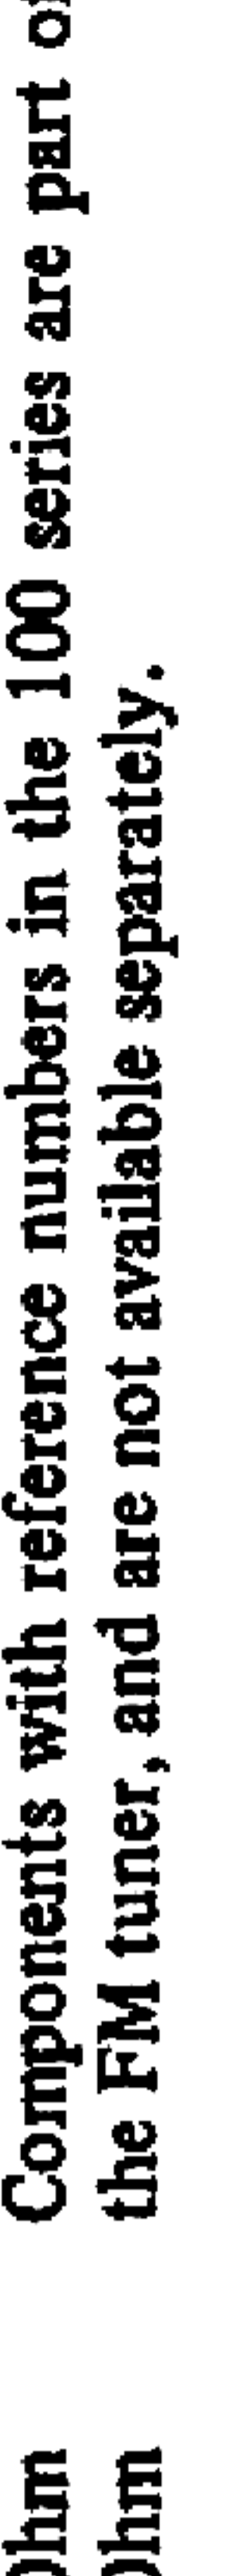 Components with reference numbers in the 100 series are part of
the FM tuner, and are not available separately.
ohm
ohm